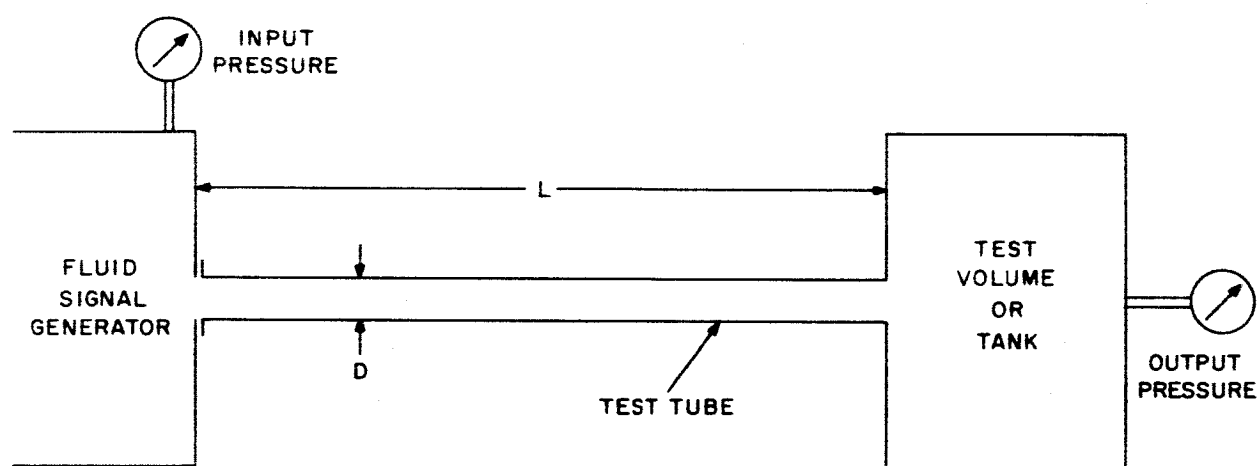 INPUT
PRESSURE
L
FLUID
SIGNAL
GENERATOR
D
TEST TUBE
TEST
VOLUME
OR
TANK
OUTPUT
PRESSURE